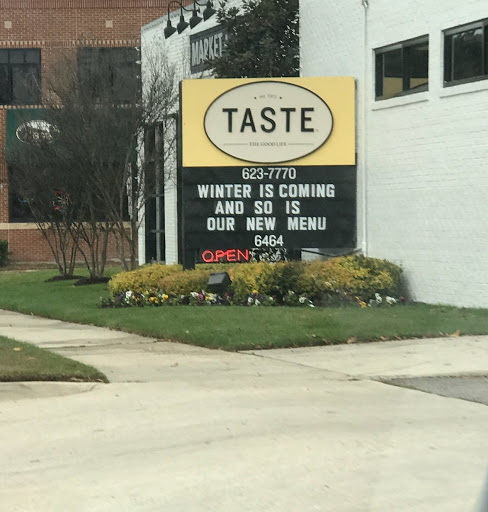 MARKET
TASTE
THE GOOD LIFE
623-7770
WINTER IS COMING
AND SO IS
OUR NEW MENU
6464
OPEN